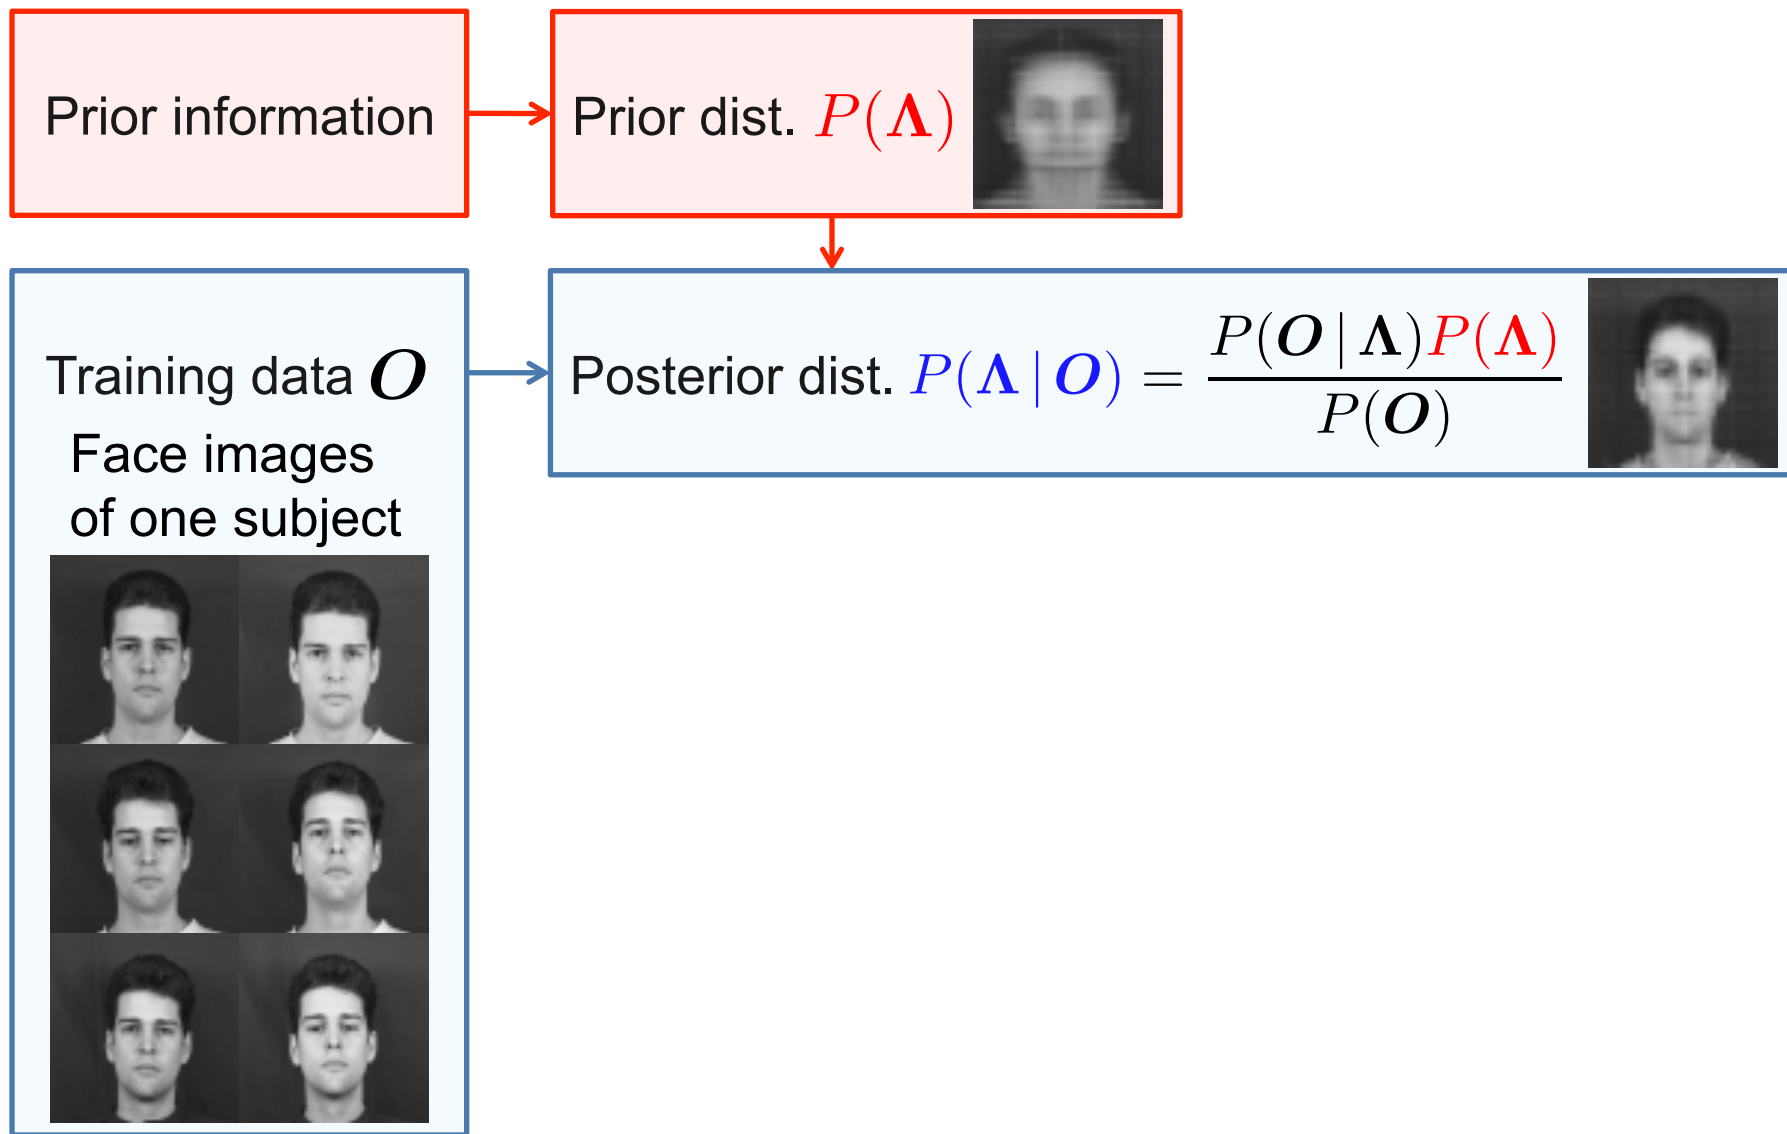 Prior information
Prior dist. P(Λ)
Training data O
Face images
of one subject
Posterior dist. P(Λ | O) = P(O | Λ)P(Λ) / P(O)